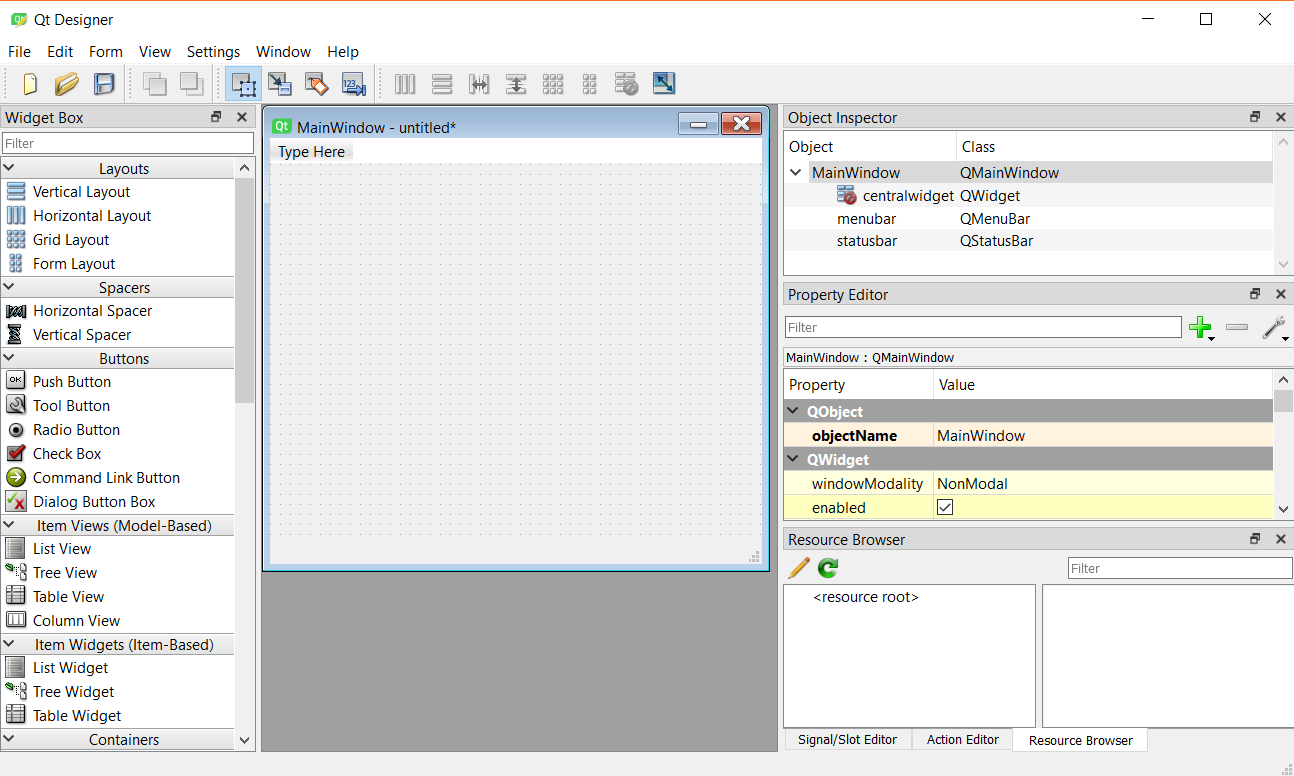 Qt Designer
File Edit Form View Settings Window Help
123
Widget Box
Filter
Layouts
Vertical Layout
Horizontal Layout
Grid Layout
Form Layout
Spacers
Horizontal Spacer
Vertical Spacer
Buttons
OK Push Button
Tool Button
Radio Button
Check Box
Command Link Button
Dialog Button Box
Item Views (Model-Based)
List View
Tree View
Table View
Column View
Item Widgets (Item-Based)
List Widget
Tree Widget
Table Widget
Containers
Qt MainWindow - untitled*
Type Here
Object Inspector
Object Class
MainWindow QMainWindow
centralwidget QWidget
menubar QMenuBar
statusbar QStatusBar
Property Editor
Filter
MainWindow : QMainWindow
Property Value
QObject
objectName MainWindow
QWidget
windowModality NonModal
enabled
Resource Browser
Filter
<resource root>
Signal/Slot Editor Action Editor Resource Browser